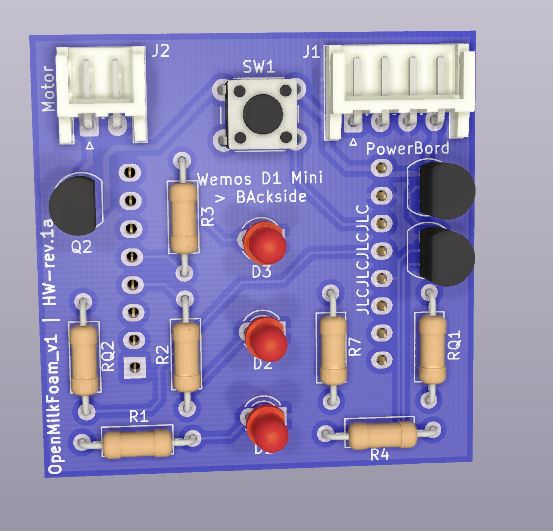 J2
J1
SW1
Motor
PowerBord
Wemos D1 Mini
> BAckside
R3
Q2
JLCJLCJLCJLC
D3
OpenMilkFoam_v1 | HW-rev.1a
RQ2
R2
D2
R7
RQ1
R1
R4